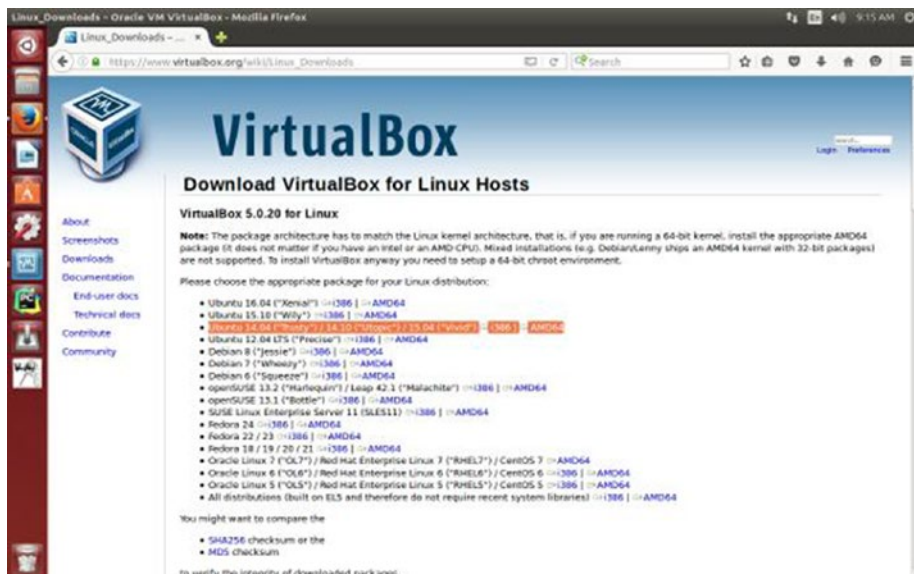 Linux_Downloads – Oracle VM VirtualBox - Mozilla Firefox
En 9:15 AM
Linux_Downloads – ... ×
https://www.virtualbox.org/wiki/Linux_Downloads Search
VirtualBox
search...
Login Preferences
ORACLE
Download VirtualBox for Linux Hosts
About
Screenshots
Downloads
Documentation
End-user docs
Technical docs
Contribute
Community
VirtualBox 5.0.20 for Linux
Note: The package architecture has to match the Linux kernel architecture, that is, if you are running a 64-bit kernel, install the appropriate AMD64
package (it does not matter if you have an Intel or an AMD CPU). Mixed installations (e.g. Debian/Lenny ships an AMD64 kernel with 32-bit packages)
are not supported. To install VirtualBox anyway you need to setup a 64-bit chroot environment.
Please choose the appropriate package for your Linux distribution:
• Ubuntu 16.04 ("Xenial") i386 | AMD64
• Ubuntu 15.10 ("Wily") i386 | AMD64
• Ubuntu 14.04 ("Trusty") / 14.10 ("Utopic") / 15.04 ("Vivid") i386 | AMD64
• Ubuntu 12.04 LTS ("Precise") i386 | AMD64
• Debian 8 ("Jessie") i386 | AMD64
• Debian 7 ("Wheezy") i386 | AMD64
• Debian 6 ("Squeeze") i386 | AMD64
• openSUSE 13.2 ("Harlequin") / Leap 42.1 ("Malachite") i386 | AMD64
• openSUSE 13.1 ("Bottle") i386 | AMD64
• SUSE Linux Enterprise Server 11 (SLES11) i386 | AMD64
• Fedora 24 i386 | AMD64
• Fedora 22 / 23 i386 | AMD64
• Fedora 18 / 19 / 20 / 21 i386 | AMD64
• Oracle Linux 7 ("OL7") / Red Hat Enterprise Linux 7 ("RHEL7") / CentOS 7 AMD64
• Oracle Linux 6 ("OL6") / Red Hat Enterprise Linux 6 ("RHEL6") / CentOS 6 i386 | AMD64
• Oracle Linux 5 ("OL5") / Red Hat Enterprise Linux 5 ("RHEL5") / CentOS 5 i386 | AMD64
• All distributions (built on EL5 and therefore do not require recent system libraries) i386 | AMD64
You might want to compare the
• SHA256 checksum or the
• MD5 checksum
to verify the integrity of downloaded packages.